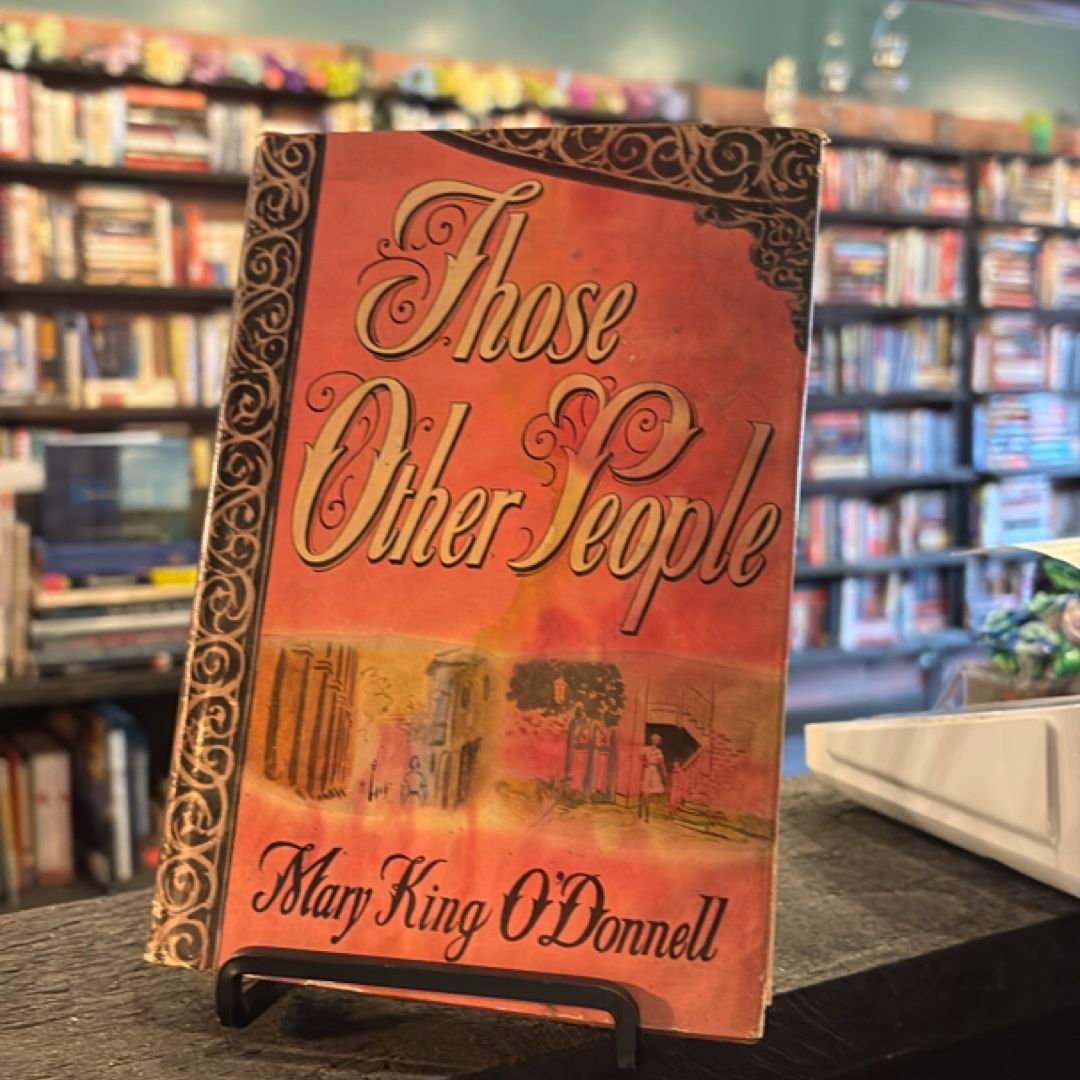 Those
Other People
Mary King O'Donnell